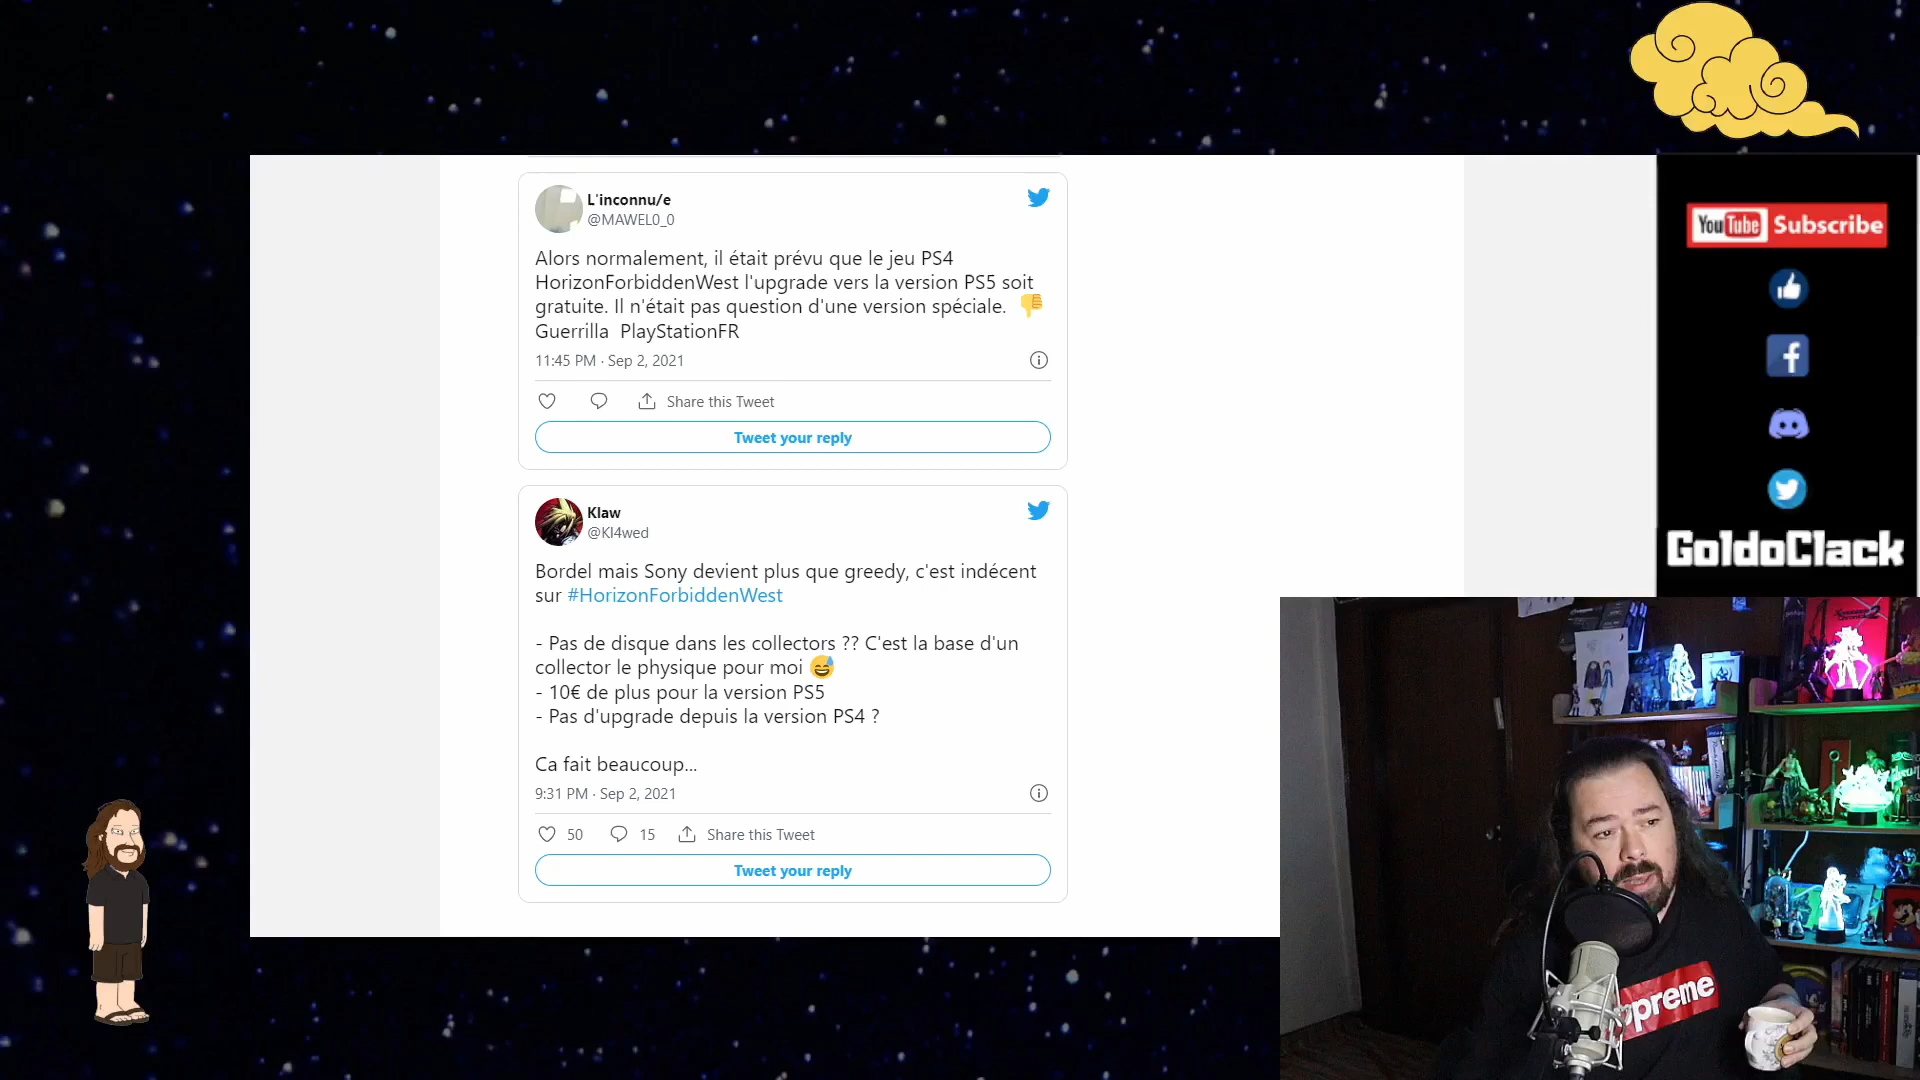 L'inconnu/e
@MAWEL0_0
Alors normalement, il était prévu que le jeu PS4
HorizonForbiddenWest l'upgrade vers la version PS5 soit
gratuite. Il n'était pas question d'une version spéciale. 👎
Guerrilla PlayStationFR
11:45 PM · Sep 2, 2021
Share this Tweet
Tweet your reply
Klaw
@Kl4wed
Bordel mais Sony devient plus que greedy, c'est indécent
sur #HorizonForbiddenWest
- Pas de disque dans les collectors ?? C'est la base d'un
collector le physique pour moi 😅
- 10€ de plus pour la version PS5
- Pas d'upgrade depuis la version PS4 ?
Ca fait beaucoup...
9:31 PM · Sep 2, 2021
50 15 Share this Tweet
Tweet your reply
YouTube Subscribe
GoldoClack
preme